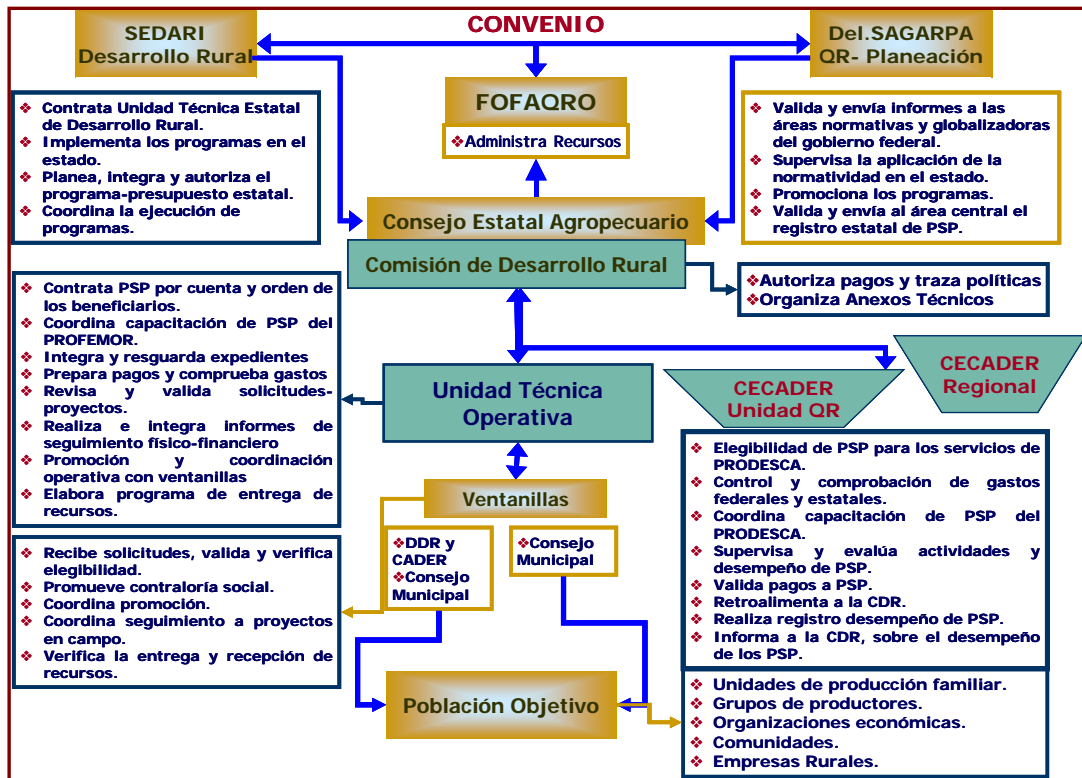 CONVENIO
SEDARI
Desarrollo Rural
Del.SAGARPA
QR- Planeación
FOFAQRO
❖Administra Recursos
❖ Contrata Unidad Técnica Estatal
de Desarrollo Rural.
❖ Implementa los programas en el
estado.
❖ Planea, integra y autoriza el
programa-presupuesto estatal.
❖ Coordina la ejecución de
programas.
❖ Valida y envía informes a las
áreas normativas y globalizadoras
del gobierno federal.
❖ Supervisa la aplicación de la
normatividad en el estado.
❖ Promociona los programas.
❖ Valida y envía al área central el
registro estatal de PSP.
Consejo Estatal Agropecuario
Comisión de Desarrollo Rural
❖Autoriza pagos y traza políticas
❖Organiza Anexos Técnicos
❖ Contrata PSP por cuenta y orden de
los beneficiarios.
❖ Coordina capacitación de PSP del
PROFEMOR.
❖ Integra y resguarda expedientes
❖ Prepara pagos y comprueba gastos
❖ Revisa y valida solicitudes-
proyectos.
❖ Realiza e integra informes de
seguimiento físico-financiero
❖ Promoción y coordinación
operativa con ventanillas
❖ Elabora programa de entrega de
recursos.
Unidad Técnica
Operativa
CECADER
Unidad QR
CECADER
Regional
❖ Elegibilidad de PSP para los servicios de
PRODESCA.
❖ Control y comprobación de gastos
federales y estatales.
❖ Coordina capacitación de PSP del
PRODESCA.
❖ Supervisa y evalúa actividades y
desempeño de PSP.
❖ Valida pagos a PSP.
❖ Retroalimenta a la CDR.
❖ Realiza registro desempeño de PSP.
❖ Informa a la CDR, sobre el desempeño
de los PSP.
Ventanillas
❖DDR y
CADER
❖Consejo
Municipal
❖Consejo
Municipal
❖ Recibe solicitudes, valida y verifica
elegibilidad.
❖ Promueve contraloría social.
❖ Coordina promoción.
❖ Coordina seguimiento a proyectos
en campo.
❖ Verifica la entrega y recepción de
recursos.
Población Objetivo
❖ Unidades de producción familiar.
❖ Grupos de productores.
❖ Organizaciones económicas.
❖ Comunidades.
❖ Empresas Rurales.